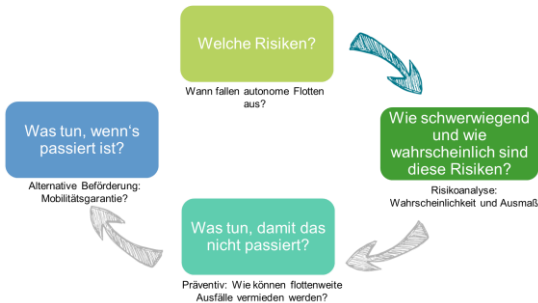 Welche Risiken?
Wann fallen autonome Flotten
aus?
Wie schwerwiegend
und wie
wahrscheinlich sind
diese Risiken?
Risikoanalyse:
Wahrscheinlichkeit und Ausmaß
Was tun, damit das
nicht passiert?
Präventiv: Wie können flottenweite
Ausfälle vermieden werden?
Was tun, wenn's
passiert ist?
Alternative Beförderung:
Mobilitätsgarantie?